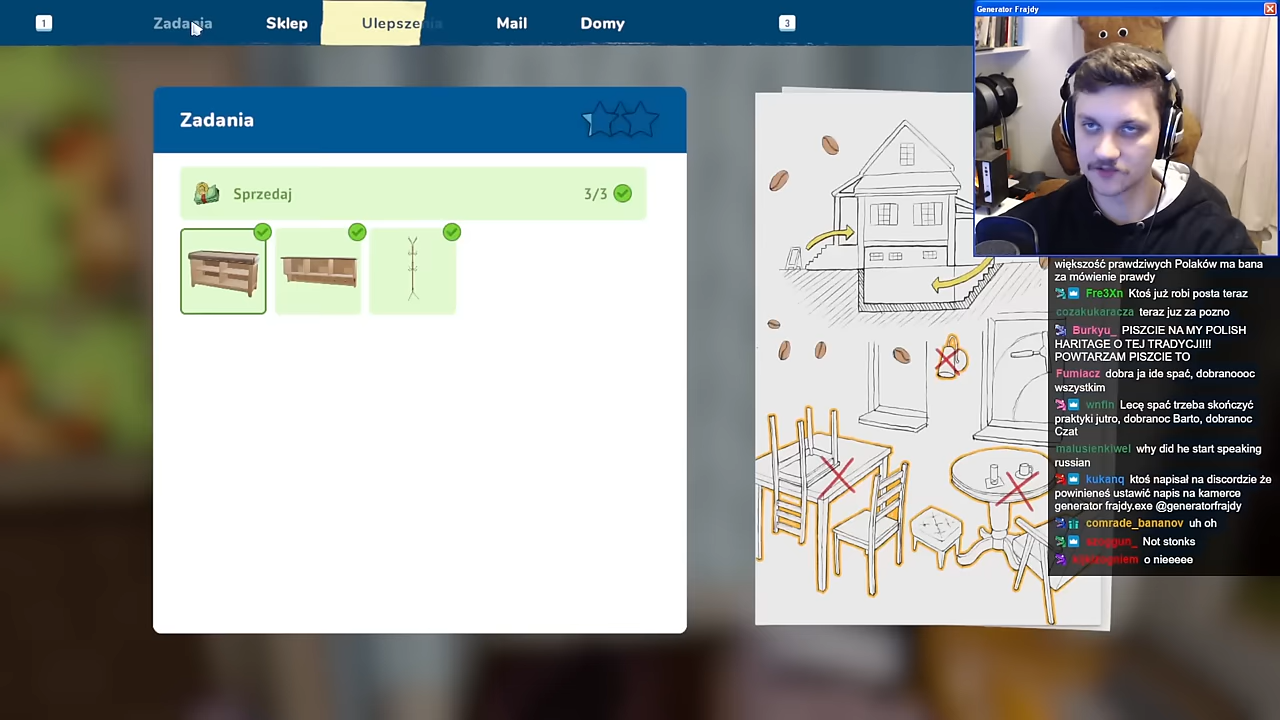 1
Zadania
Sklep
Ulepszenia
Mail
Domy
3
Generator Frajdy
Zadania
Sprzedaj
3/3
większość prawdziwych Polaków ma bana
za mówienie prawdy
Fre3Xn Ktoś już robi posta teraz
cozakukaracza teraz juz za pozno
Burkyu_ PISZCIE NA MY POLISH
HARITAGE O TEJ TRADYCJI!!!!
POWTARZAM PISZCIE TO
Fumiacz dobra ja ide spać, dobranoooc
wszystkim
wnfln Lecę spać trzeba skończyć
praktyki jutro, dobranoc Barto, dobranoc
Czat
malusienkiwel why did he start speaking
russian
kukanq ktoś napisał na discordzie że
powinieneś ustawić napis na kamerce
generator frajdy.exe @generatorfrajdy
comrade_bananov uh oh
Not stonks
o nieeeee